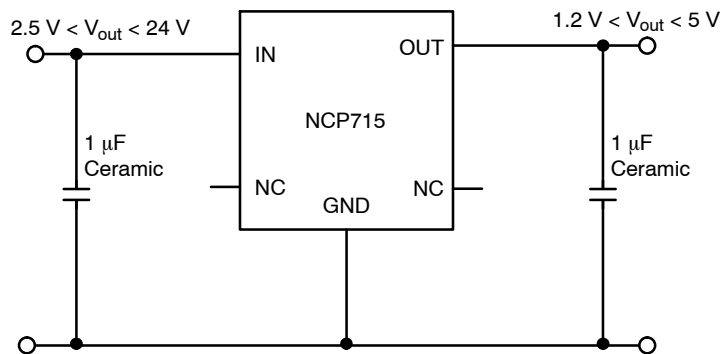 2.5 V < Vout < 24 V
1.2 V < Vout < 5 V
IN
OUT
NCP715
1 μF
Ceramic
1 μF
Ceramic
NC
NC
GND